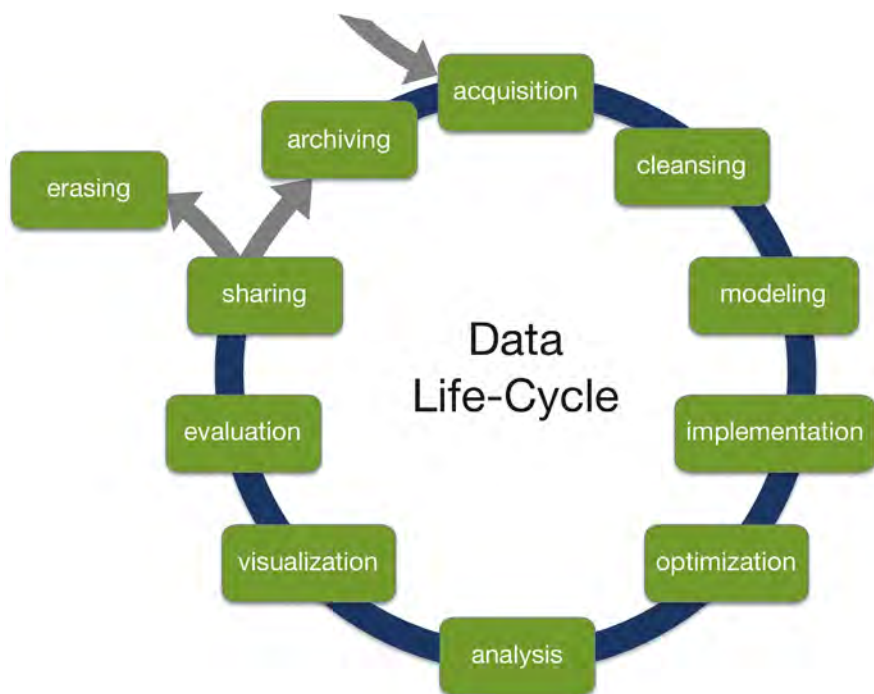 acquisition
cleansing
modeling
implementation
optimization
analysis
visualization
evaluation
sharing
erasing
archiving
Data
Life-Cycle